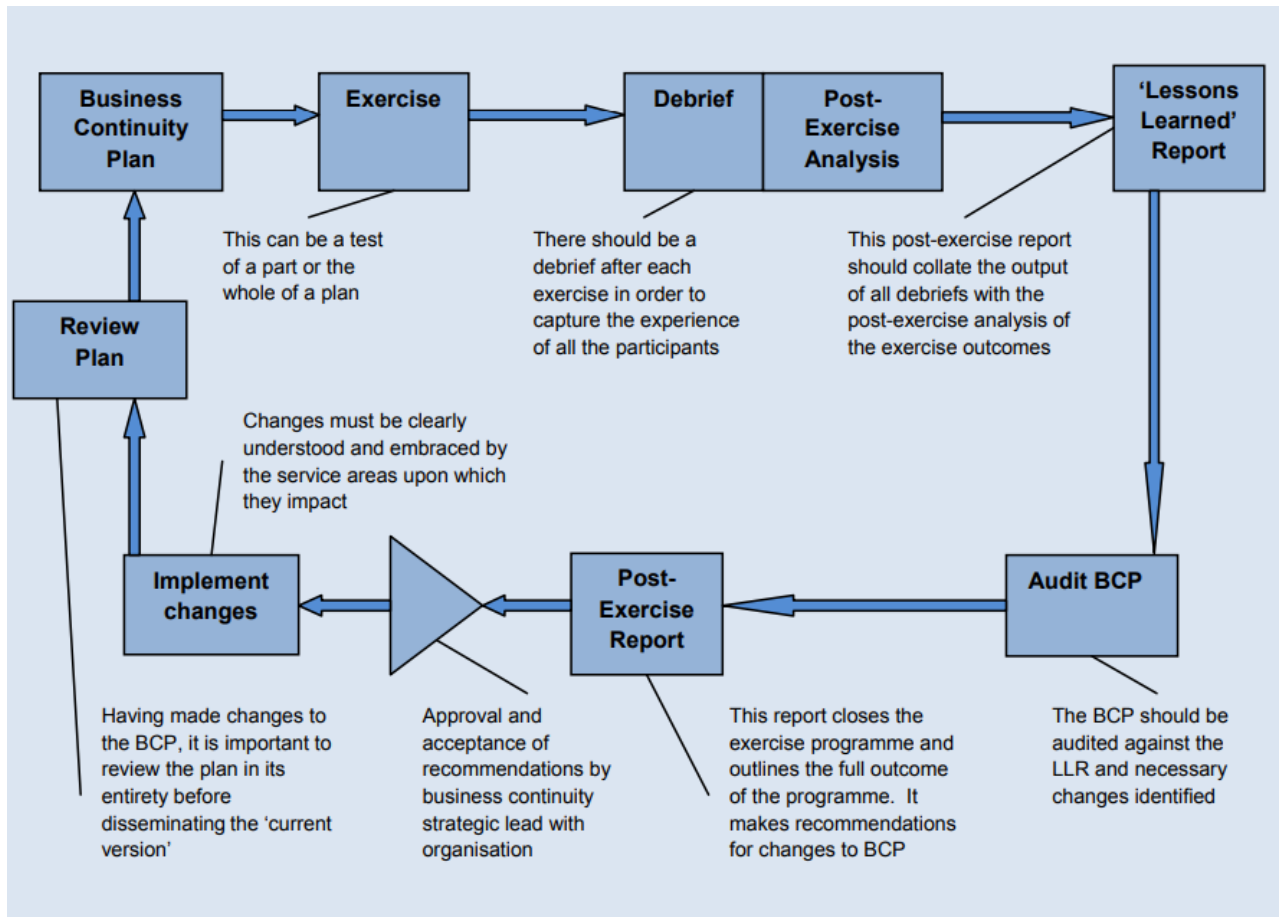 Business
Continuity
Plan
Exercise
Debrief
Post-
Exercise
Analysis
‘Lessons
Learned’
Report
This can be a test
of a part or the
whole of a plan
There should be a
debrief after each
exercise in order to
capture the experience
of all the participants
This post-exercise report
should collate the output
of all debriefs with the
post-exercise analysis of
the exercise outcomes
Review
Plan
Changes must be clearly
understood and embraced by
the service areas upon which
they impact
Implement
changes
Post-
Exercise
Report
Audit BCP
Having made changes to
the BCP, it is important to
review the plan in its
entirety before
disseminating the ‘current
version’
Approval and
acceptance of
recommendations by
business continuity
strategic lead with
organisation
This report closes the
exercise programme and
outlines the full outcome
of the programme.  It
makes recommendations
for changes to BCP
The BCP should be
audited against the
LLR and necessary
changes identified